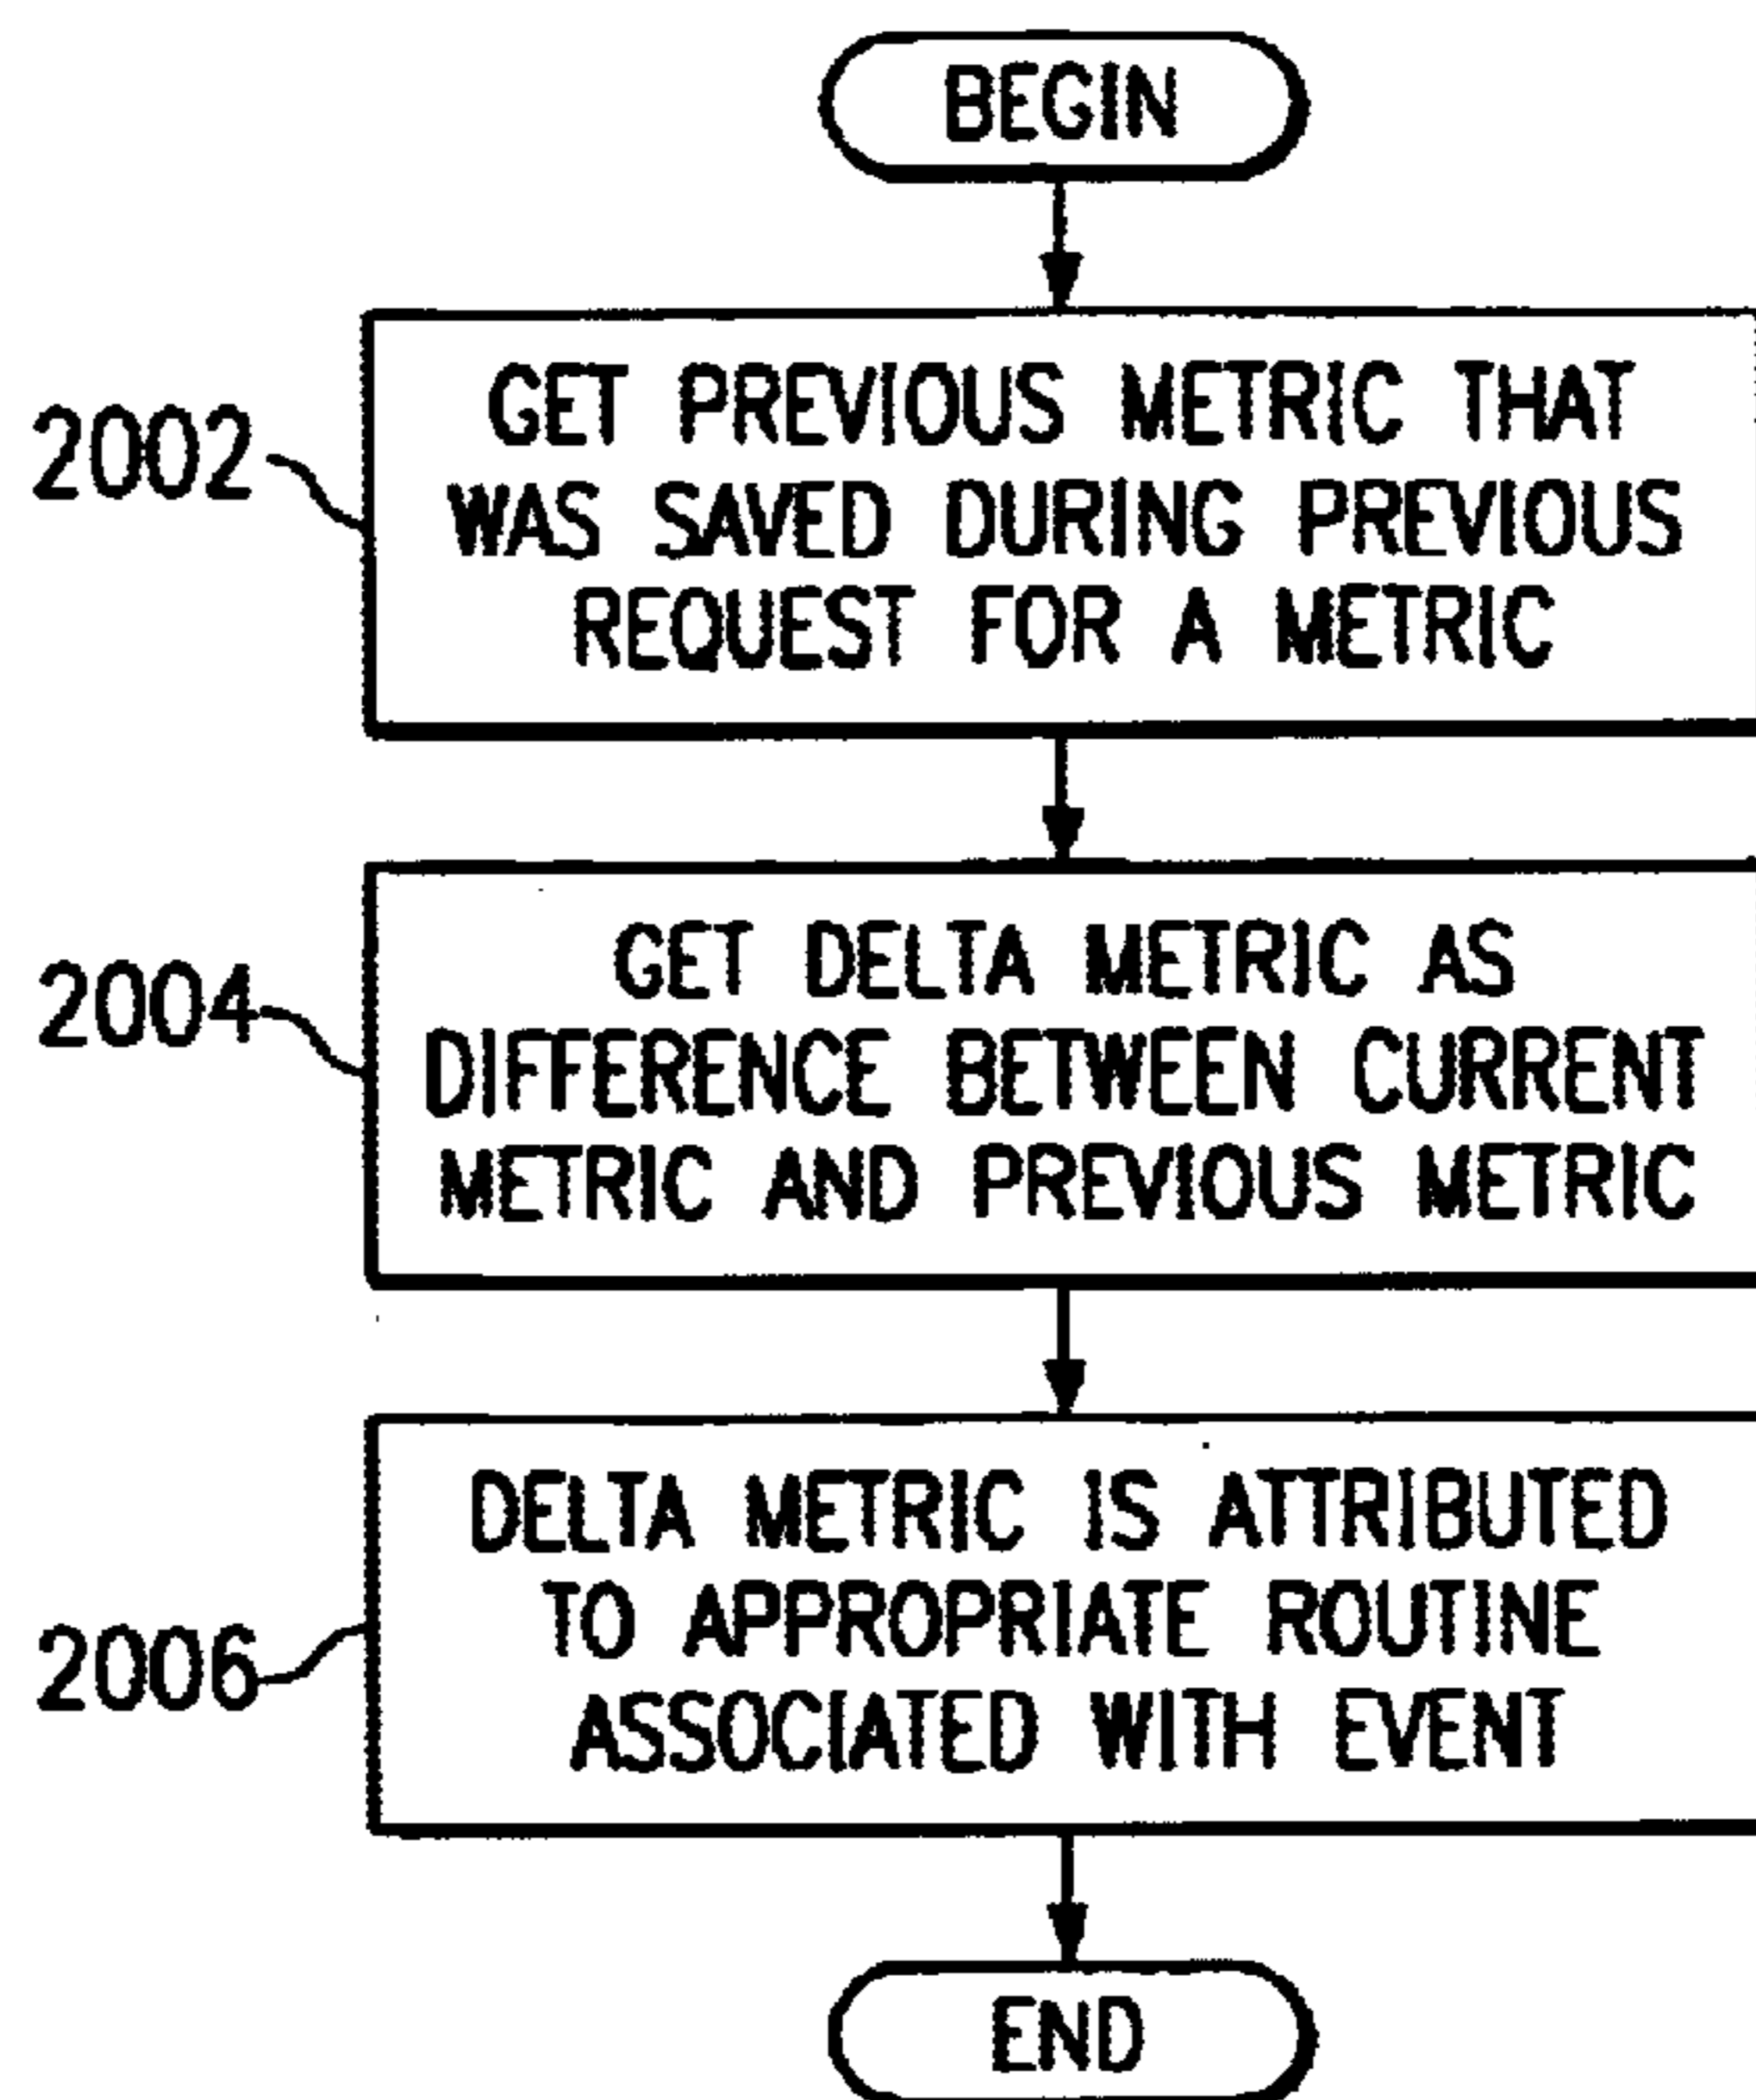 BEGIN
2002
GET PREVIOUS METRIC THAT
WAS SAVED DURING PREVIOUS
REQUEST FOR A METRIC
2004
GET DELTA METRIC AS
DIFFERENCE BETWEEN CURRENT
METRIC AND PREVIOUS METRIC
2006
DELTA METRIC IS ATTRIBUTED
TO APPROPRIATE ROUTINE
ASSOCIATED WITH EVENT
END